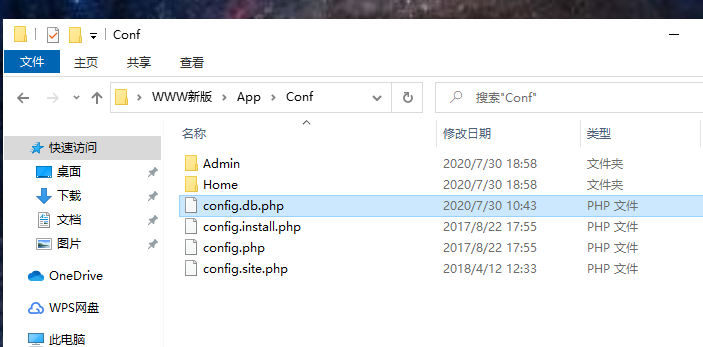 Conf
文件 主页 共享 查看
WWW新版 App Conf 搜索"Conf"
名称 修改日期 类型
快速访问
桌面
下载
文档
图片
OneDrive
WPS网盘
此电脑
Admin 2020/7/30 18:58 文件夹
Home 2020/7/30 18:58 文件夹
config.db.php 2020/7/30 10:43 PHP 文件
config.install.php 2017/8/22 17:55 PHP 文件
config.php 2017/8/22 17:55 PHP 文件
config.site.php 2018/4/12 12:33 PHP 文件